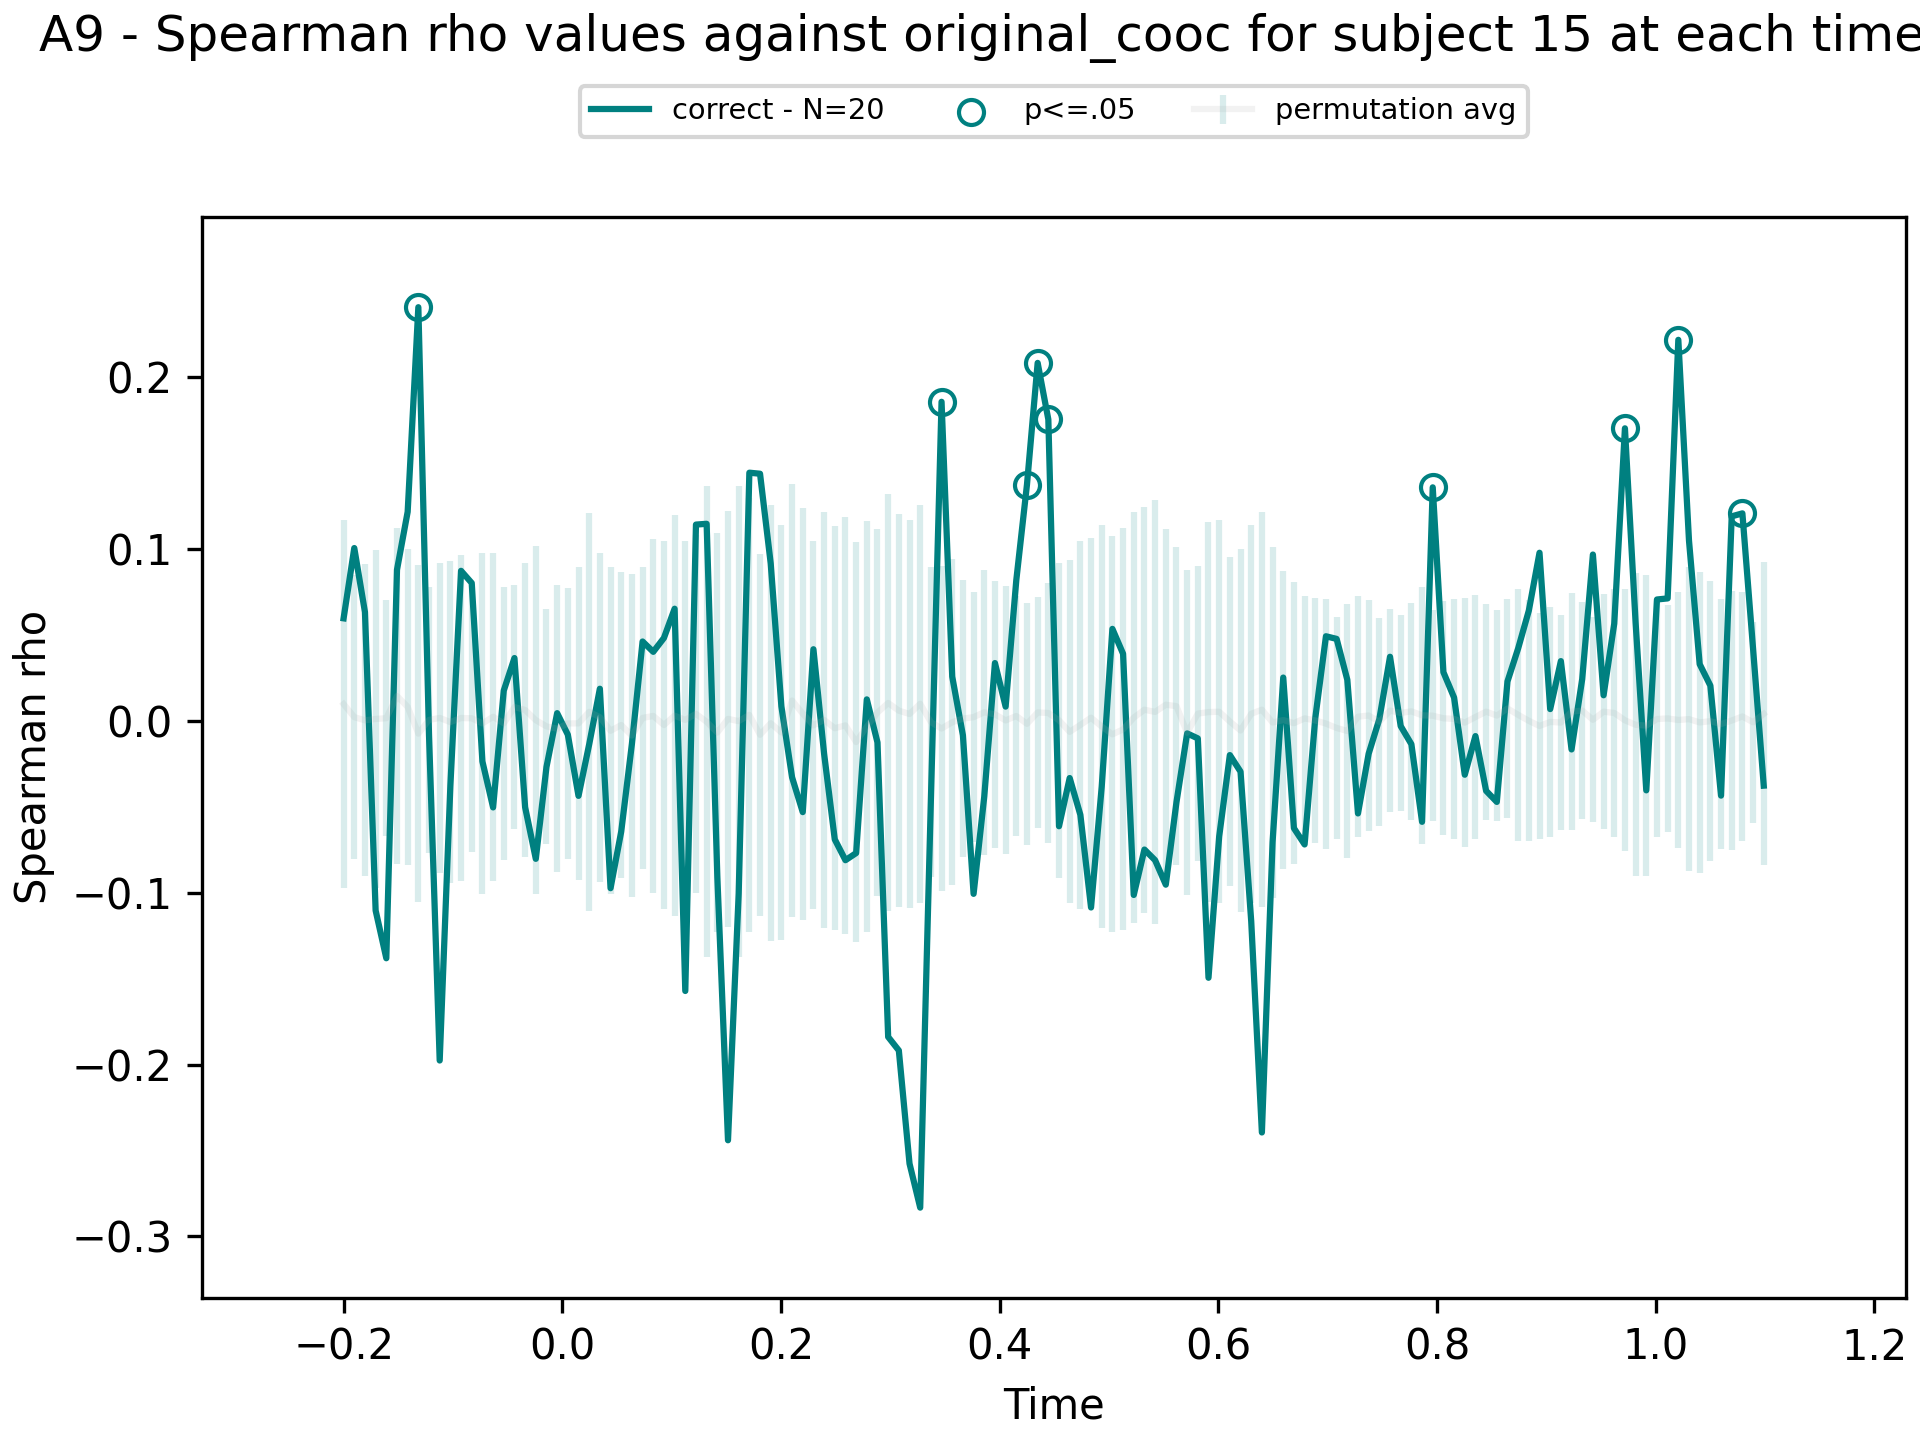 A9 - Spearman rho values against original_cooc for subject 15 at each time
correct - N=20 p<=.05 permutation avg
Spearman rho
0.2
0.1
0.0
−0.1
−0.2
−0.3
−0.2 0.0 0.2 0.4 0.6 0.8 1.0 1.2
Time